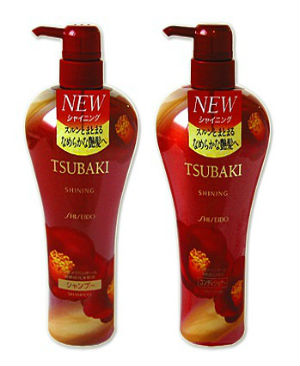 NEW
シャイニング
スルンとまとまる
なめらかな艶髪へ
TSUBAKI
SHINING
SHISEIDO
シャンプー
SHAMPOO
NEW
シャイニング
スルンとまとまる
なめらかな艶髪へ
TSUBAKI
SHINING
SHISEIDO
コンディショナー